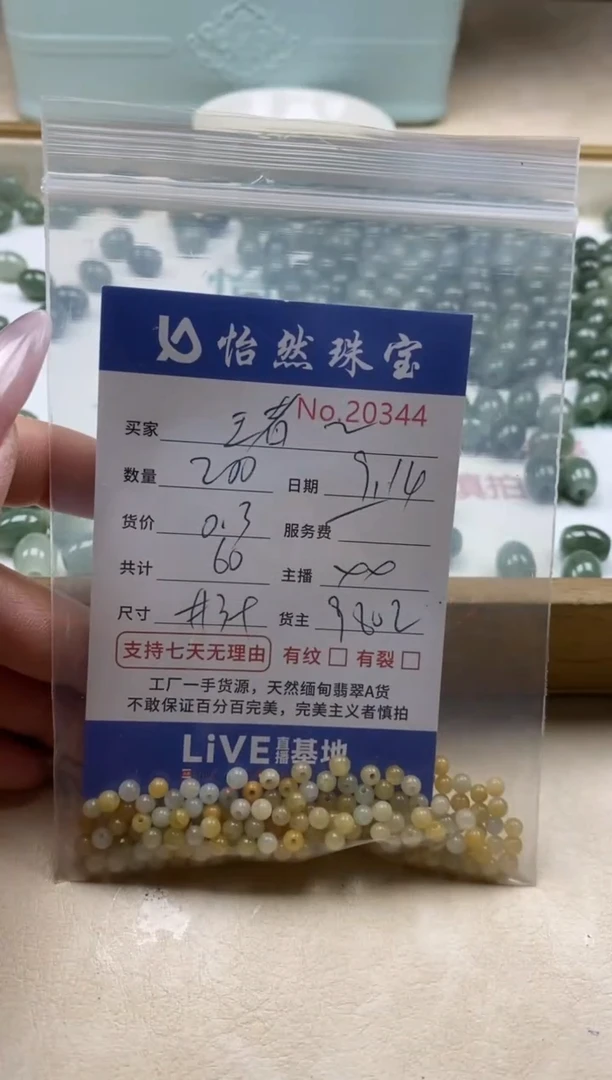 怡然珠宝
No.20344
买家 王者
数量 200 日期 9.14
货价 0.3 服务费
共计 60 主播
尺寸 货主 9802
支持七天无理由 有纹 □ 有裂 □
工厂一手货源，天然缅甸翡翠A货
不敢保证百分百完美，完美主义者慎拍
LiVE直播基地